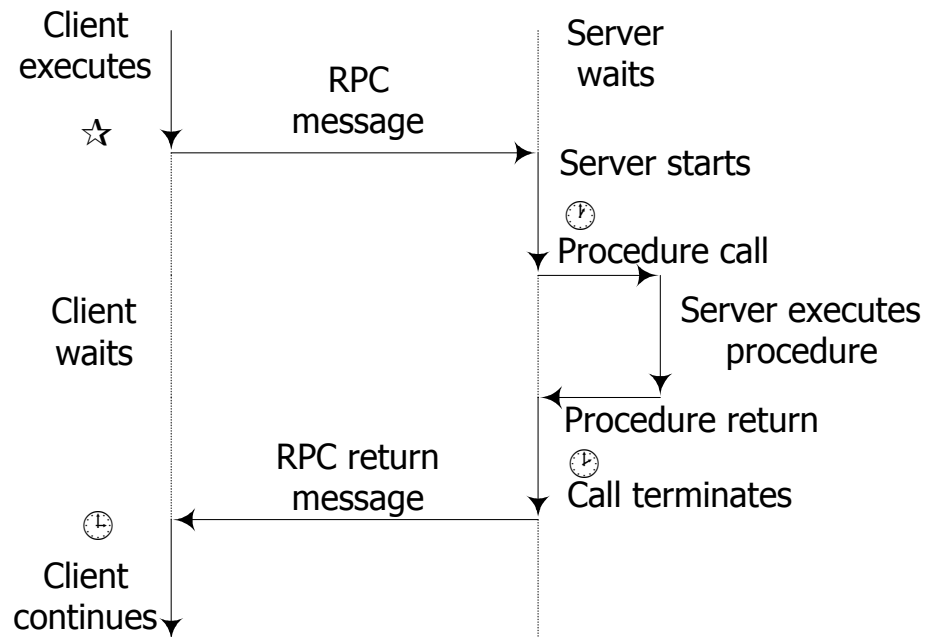 Client
executes
RPC
message
Server
waits
Server starts
Procedure call
Client
waits
Server executes
procedure
Procedure return
RPC return
message
Call terminates
Client
continues